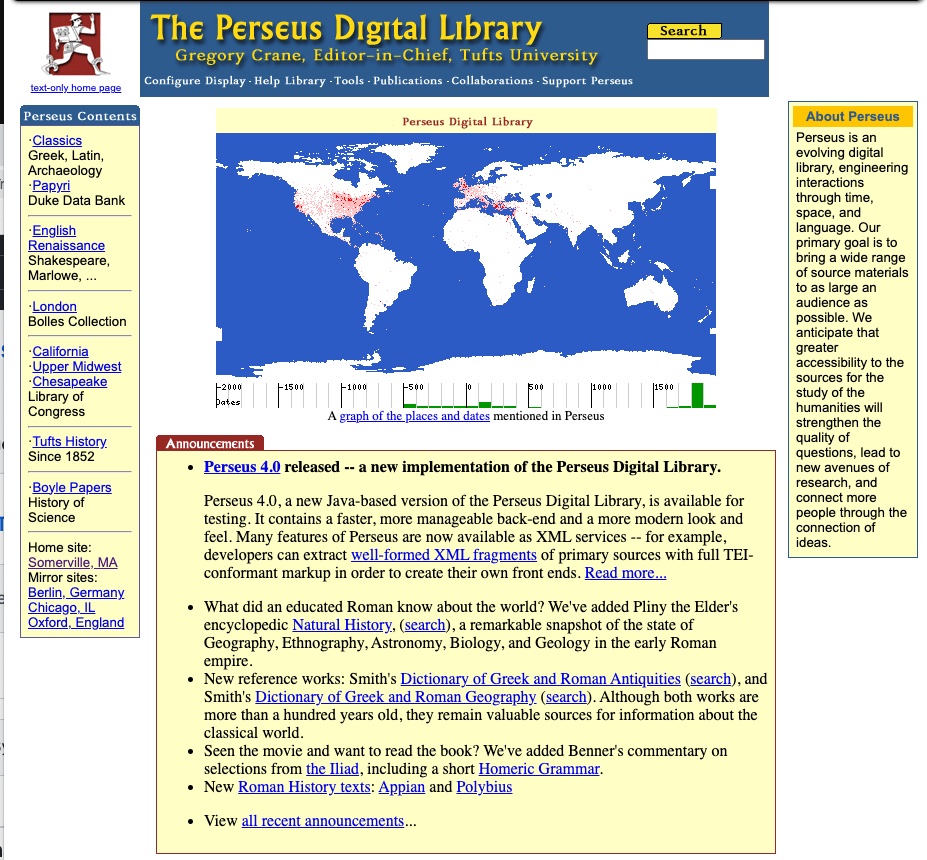 The Perseus Digital Library
Gregory Crane, Editor-in-Chief, Tufts University
Search
Configure Display · Help Library · Tools · Publications · Collaborations · Support Perseus
text-only home page
Perseus Contents
·Classics
Greek, Latin,
Archaeology
·Papyri
Duke Data Bank
·English
Renaissance
Shakespeare,
Marlowe, ...
·London
Bolles Collection
·California
·Upper Midwest
·Chesapeake
Library of
Congress
·Tufts History
Since 1852
·Boyle Papers
History of
Science
Home site:
Somerville, MA
Mirror sites:
Berlin, Germany
Chicago, IL
Oxford, England
Perseus Digital Library
-2000 -1500 -1000 -500 0 500 1000 1500
Dates
A graph of the places and dates mentioned in Perseus
Announcements
• Perseus 4.0 released -- a new implementation of the Perseus Digital Library.
Perseus 4.0, a new Java-based version of the Perseus Digital Library, is available for
testing. It contains a faster, more manageable back-end and a more modern look and
feel. Many features of Perseus are now available as XML services -- for example,
developers can extract well-formed XML fragments of primary sources with full TEI-
conformant markup in order to create their own front ends. Read more...
• What did an educated Roman know about the world? We've added Pliny the Elder's
encyclopedic Natural History, (search), a remarkable snapshot of the state of
Geography, Ethnography, Astronomy, Biology, and Geology in the early Roman
empire.
• New reference works: Smith's Dictionary of Greek and Roman Antiquities (search), and
Smith's Dictionary of Greek and Roman Geography (search). Although both works are
more than a hundred years old, they remain valuable sources for information about the
classical world.
• Seen the movie and want to read the book? We've added Benner's commentary on
selections from the Iliad, including a short Homeric Grammar.
• New Roman History texts: Appian and Polybius
• View all recent announcements...
About Perseus
Perseus is an
evolving digital
library, engineering
interactions
through time,
space, and
language. Our
primary goal is to
bring a wide range
of source materials
to as large an
audience as
possible. We
anticipate that
greater
accessibility to the
sources for the
study of the
humanities will
strengthen the
quality of
questions, lead to
new avenues of
research, and
connect more
people through the
connection of
ideas.